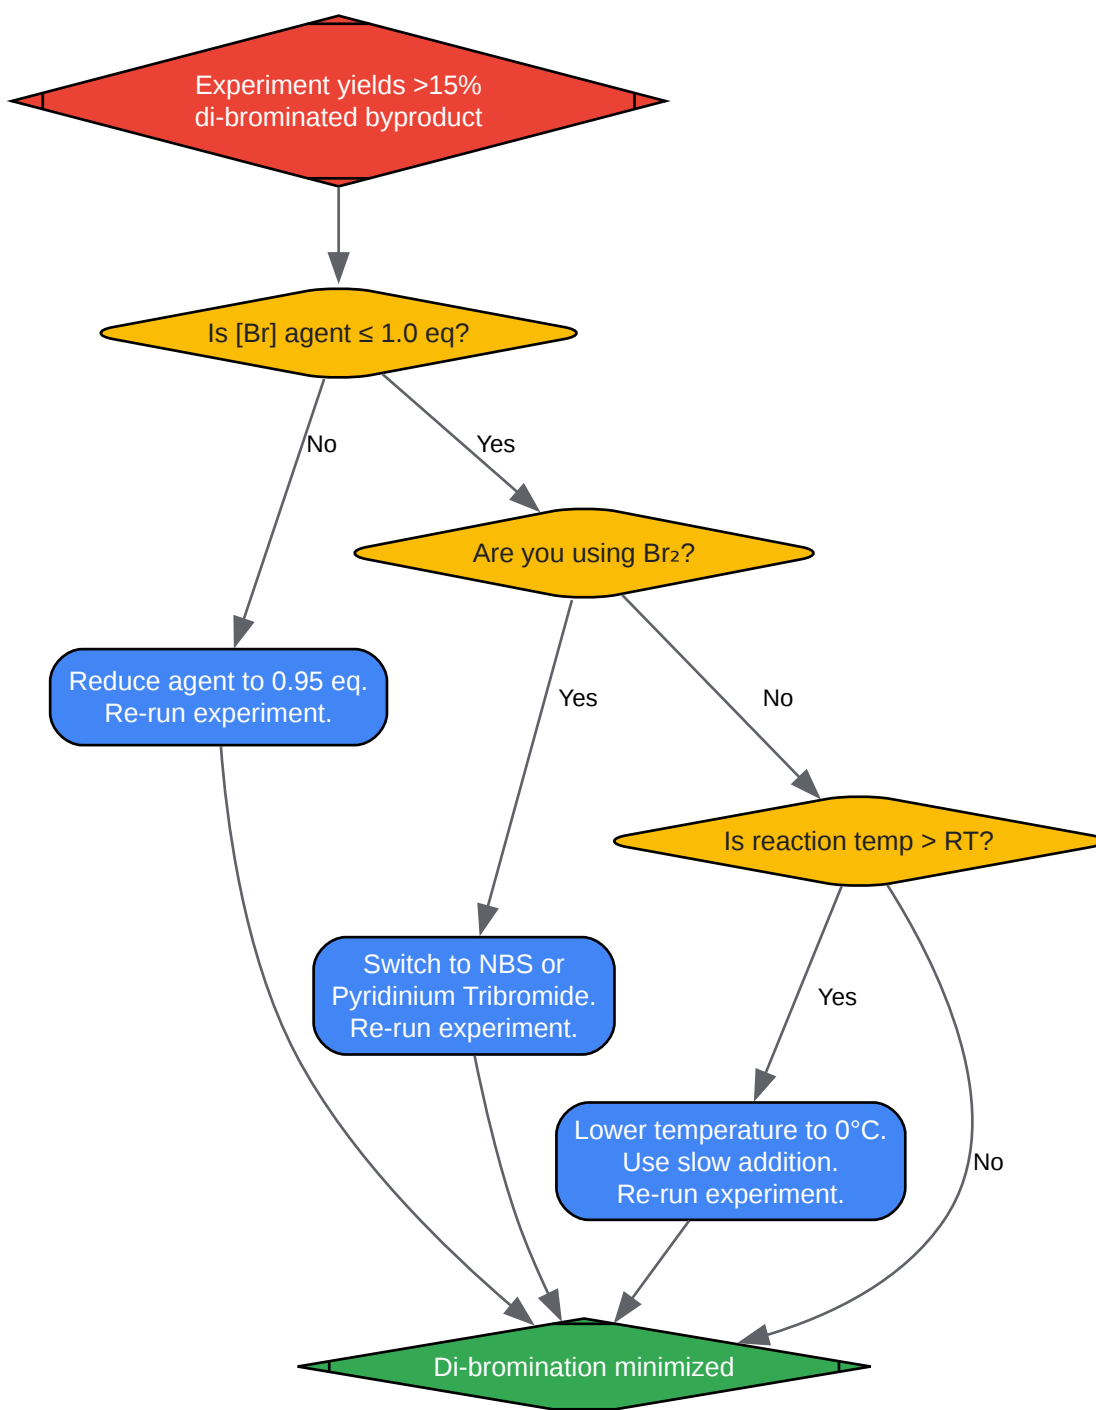 Experiment yields >15%
di-brominated byproduct
Is [Br] agent ≤ 1.0 eq?
No
Yes
Are you using Br₂?
Reduce agent to 0.95 eq.
Re-run experiment.
Yes
No
Is reaction temp > RT?
Switch to NBS or
Pyridinium Tribromide.
Re-run experiment.
Yes
Lower temperature to 0°C.
Use slow addition.
Re-run experiment.
No
Di-bromination minimized